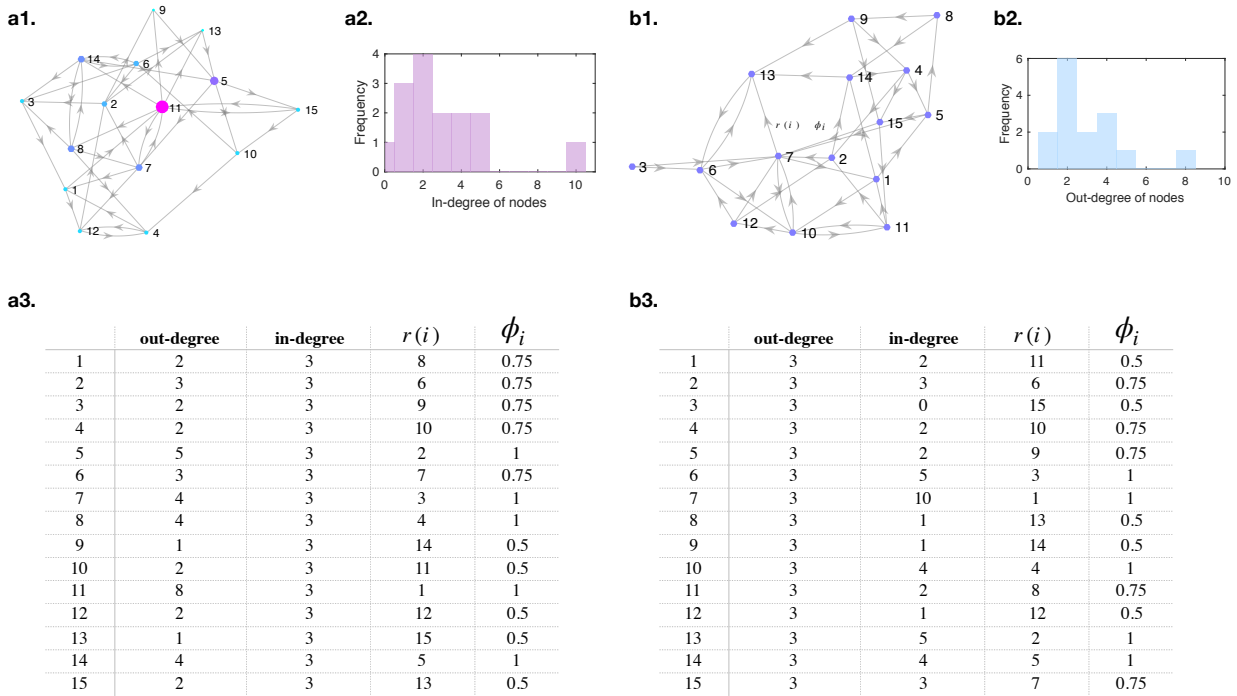 a1.
9
13
14
6
5
3
2
11
15
8
10
7
1
12
4
a2.
4
3
2
1
0
Frequency
0 2 4 6 8 10
In-degree of nodes
b1.
9
8
13
14
4
5
15
r(i) ϕi
3
6
7
2
1
12
10
11
b2.
6
4
2
0
Frequency
0 2 4 6 8 10
Out-degree of nodes
a3.
out-degree in-degree r(i) ϕi
1 2 3 8 0.75
2 3 3 6 0.75
3 2 3 9 0.75
4 2 3 10 0.75
5 5 3 2 1
6 3 3 7 0.75
7 4 3 3 1
8 4 3 4 1
9 1 3 14 0.5
10 2 3 11 0.5
11 8 3 1 1
12 2 3 12 0.5
13 1 3 15 0.5
14 4 3 5 1
15 2 3 13 0.5
b3.
out-degree in-degree r(i) ϕi
1 3 2 11 0.5
2 3 3 6 0.75
3 3 0 15 0.5
4 3 2 10 0.75
5 3 2 9 0.75
6 3 5 3 1
7 3 10 1 1
8 3 1 13 0.5
9 3 1 14 0.5
10 3 4 4 1
11 3 2 8 0.75
12 3 1 12 0.5
13 3 5 2 1
14 3 4 5 1
15 3 3 7 0.75